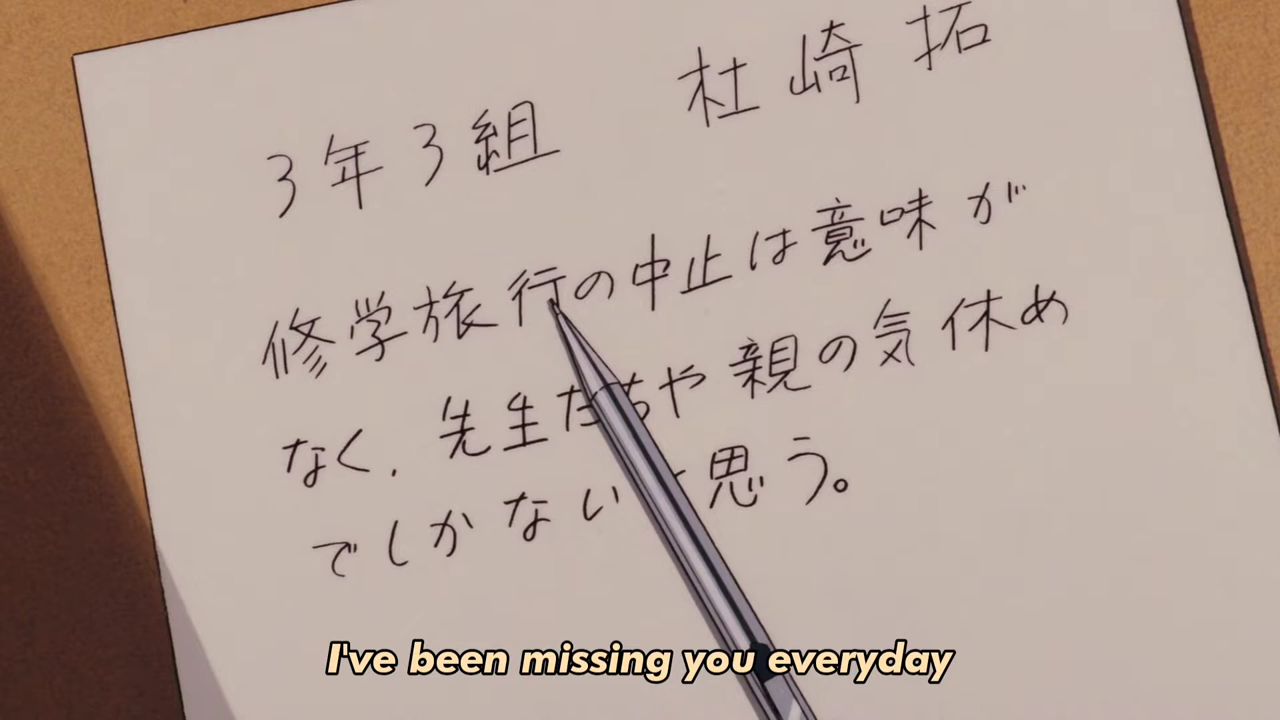 3年3組 杜崎 拓
修学旅行の中止は意味が
なく、先生たちや親の気休め
でしかない 思う。
I've been missing you everyday